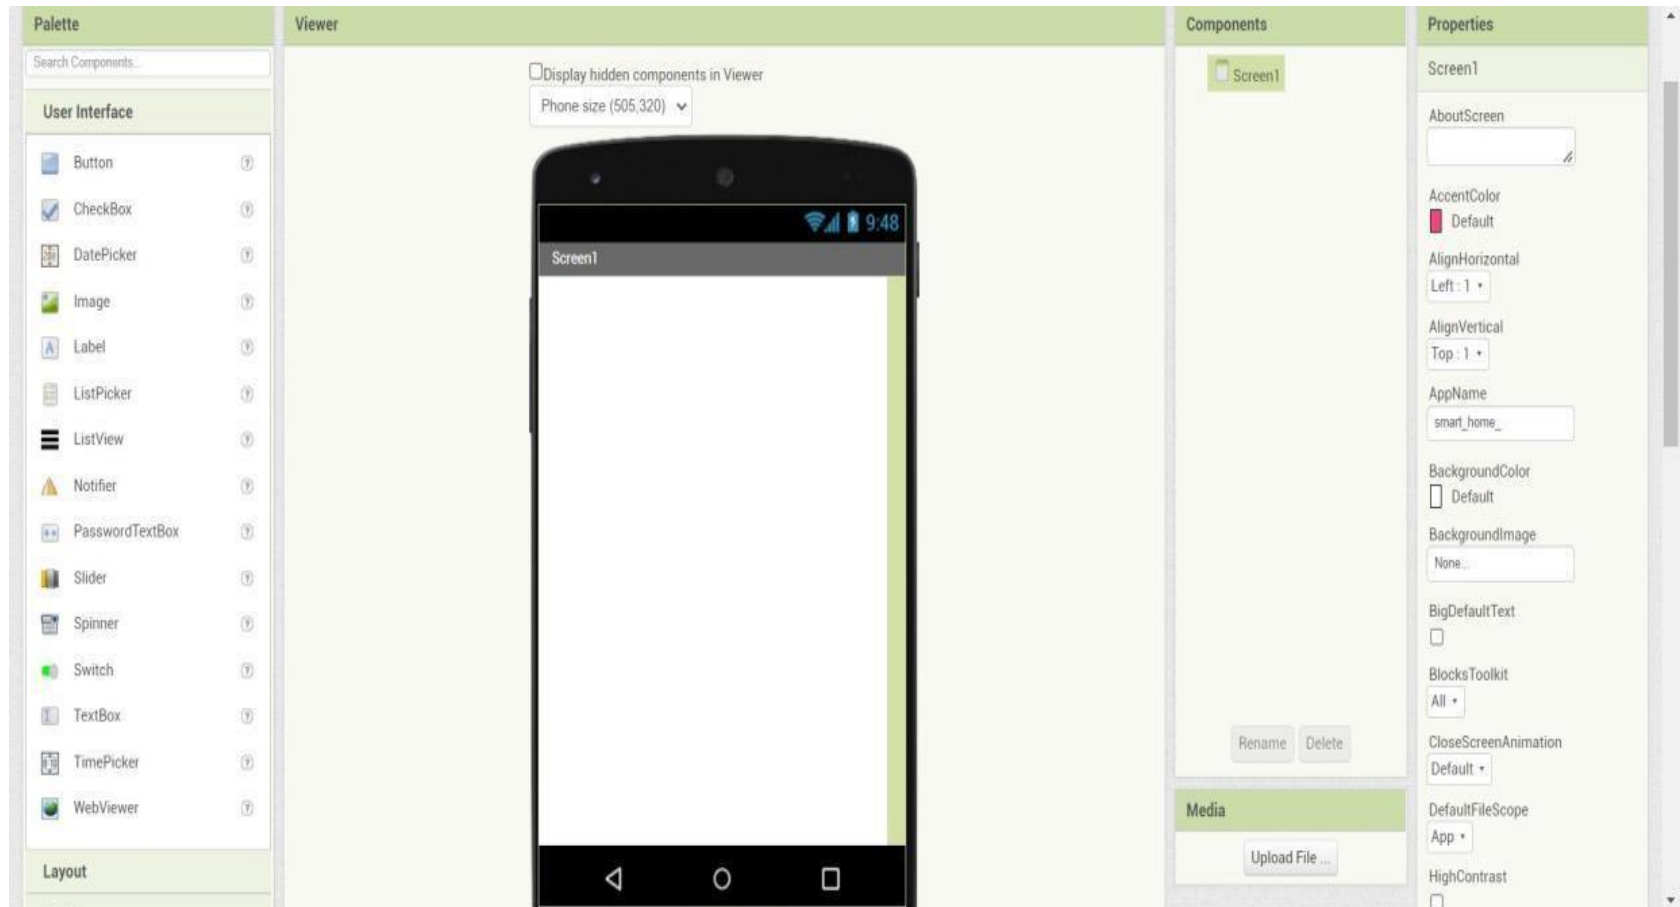 Palette
Search Components...
User Interface
Button
CheckBox
DatePicker
Image
Label
ListPicker
ListView
Notifier
PasswordTextBox
Slider
Spinner
Switch
TextBox
TimePicker
WebViewer
Layout
Viewer
Display hidden components in Viewer
Phone size (505,320)
9:48
Screen1
Components
Screen1
Rename Delete
Media
Upload File ...
Properties
Screen1
AboutScreen
AccentColor
Default
AlignHorizontal
Left : 1
AlignVertical
Top : 1
AppName
smart_home_
BackgroundColor
Default
BackgroundImage
None...
BigDefaultText
BlocksToolkit
All
CloseScreenAnimation
Default
DefaultFileScope
App
HighContrast